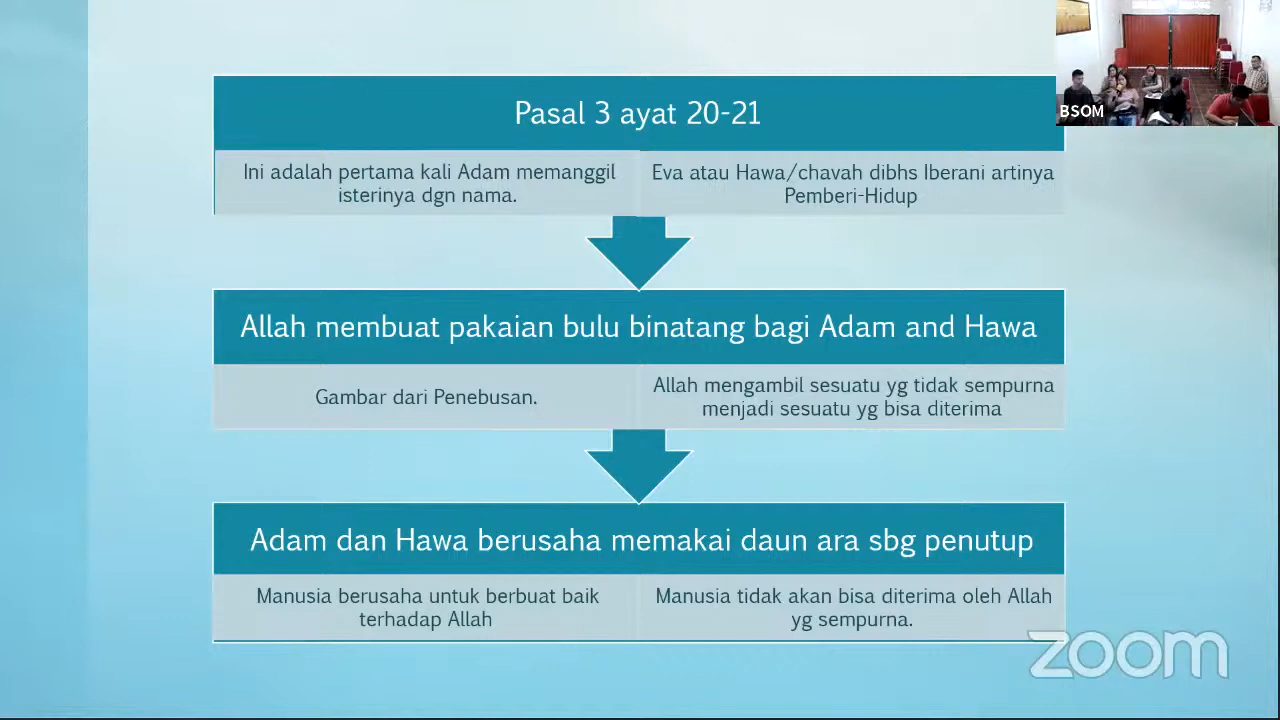 Pasal 3 ayat 20-21
Ini adalah pertama kali Adam memanggil
isterinya dgn nama.
Eva atau Hawa/chavah dibhs Iberani artinya
Pemberi-Hidup
Allah membuat pakaian bulu binatang bagi Adam and Hawa
Gambar dari Penebusan.
Allah mengambil sesuatu yg tidak sempurna
menjadi sesuatu yg bisa diterima
Adam dan Hawa berusaha memakai daun ara sbg penutup
Manusia berusaha untuk berbuat baik
terhadap Allah
Manusia tidak akan bisa diterima oleh Allah
yg sempurna.
BSOM
zoom